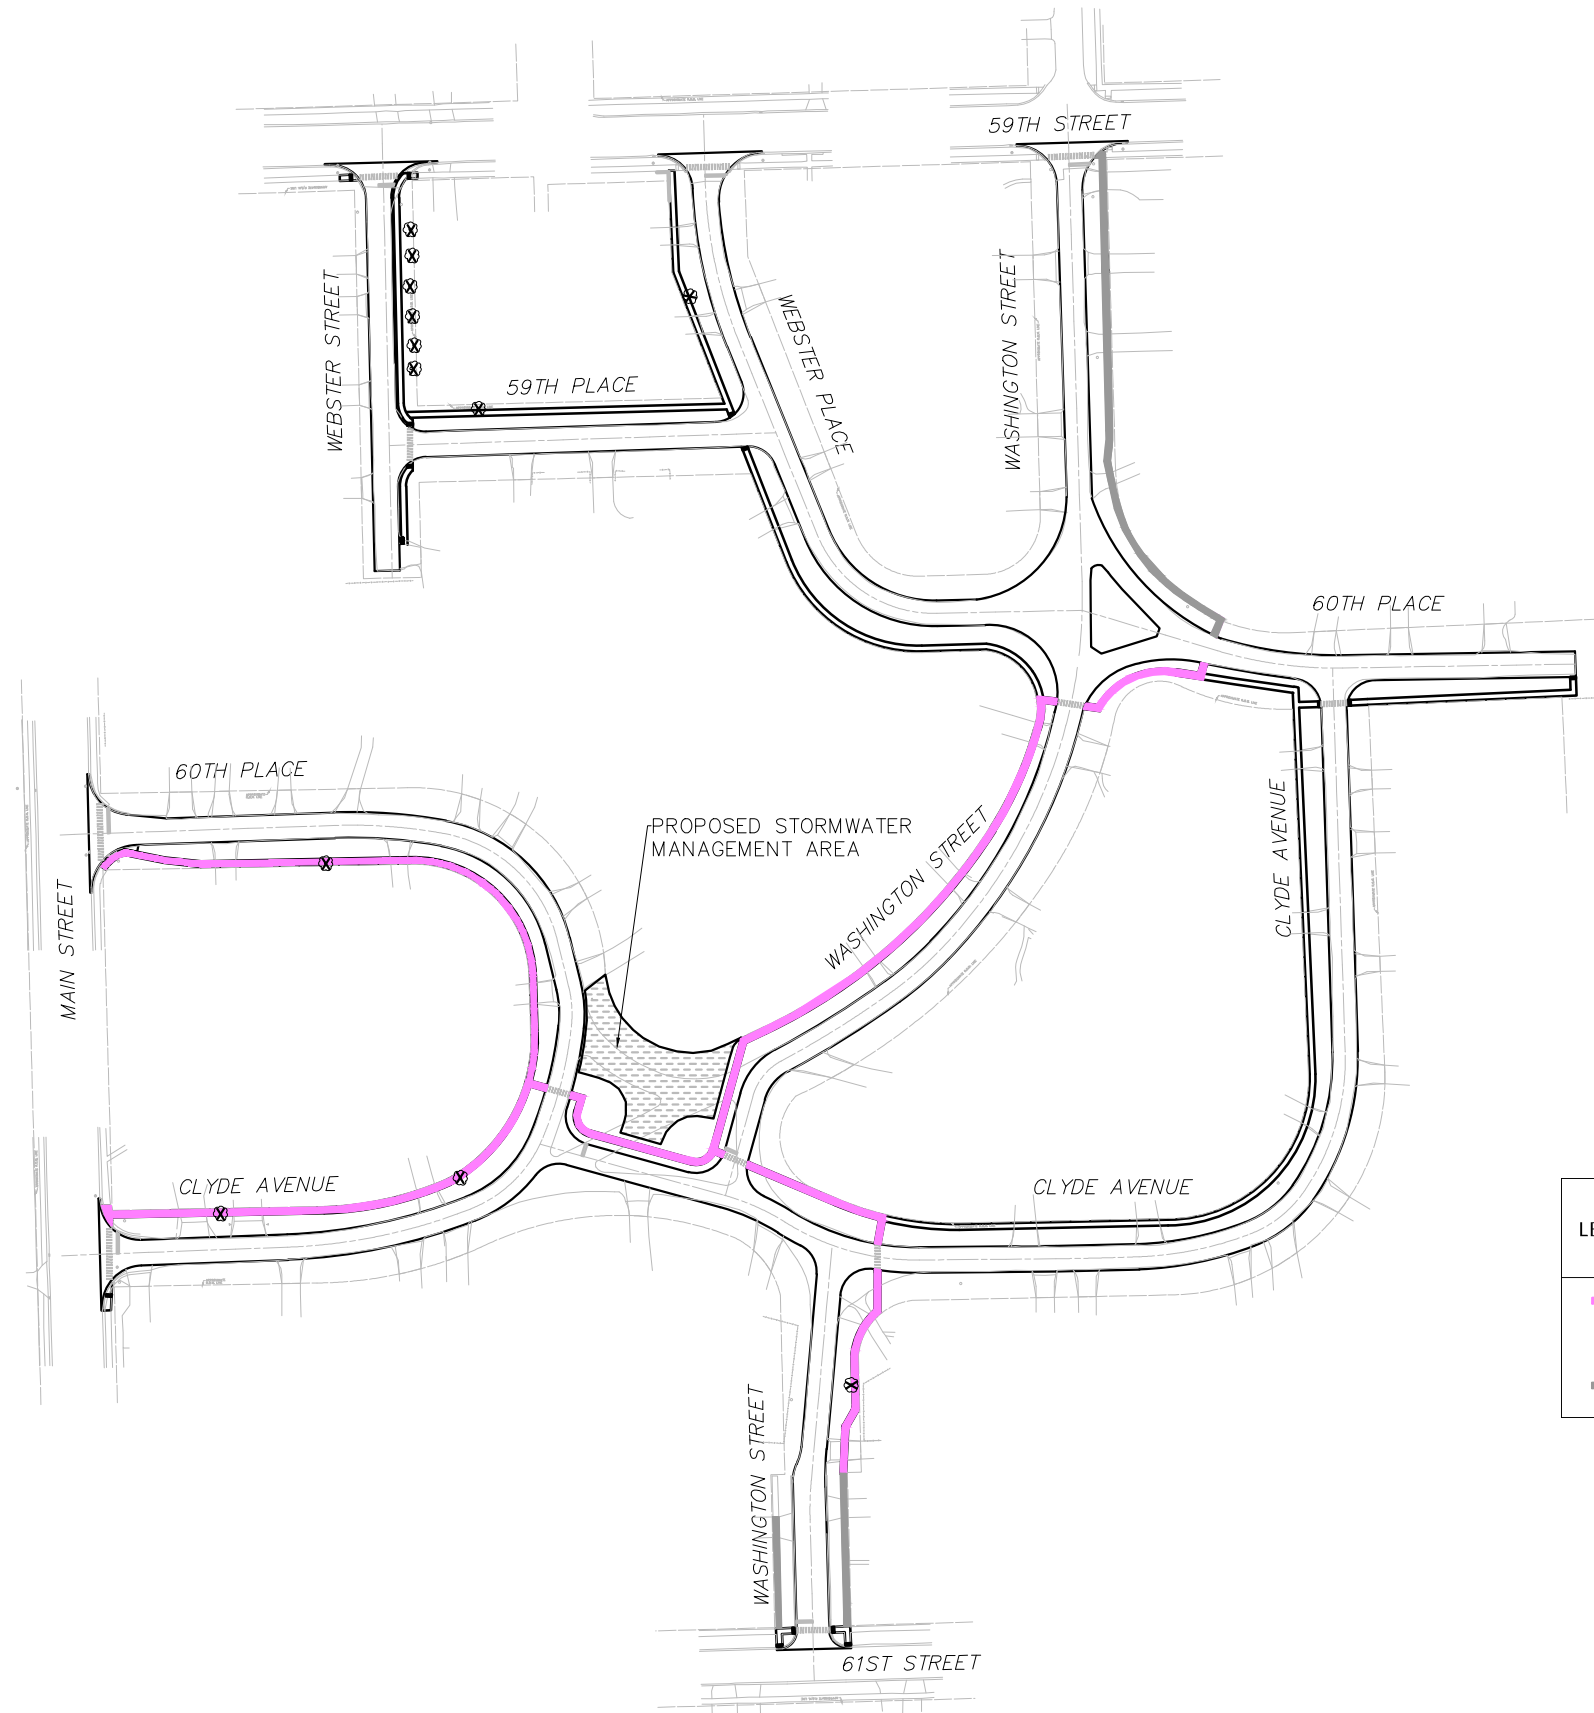 59TH STREET
WEBSTER STREET
59TH PLACE
WEBSTER PLACE
WASHINGTON STREET
60TH PLACE
60TH PLACE
PROPOSED STORMWATER
MANAGEMENT AREA
WASHINGTON STREET
CLYDE AVENUE
MAIN STREET
CLYDE AVENUE
CLYDE AVENUE
LE
WASHINGTON STREET
61ST STREET